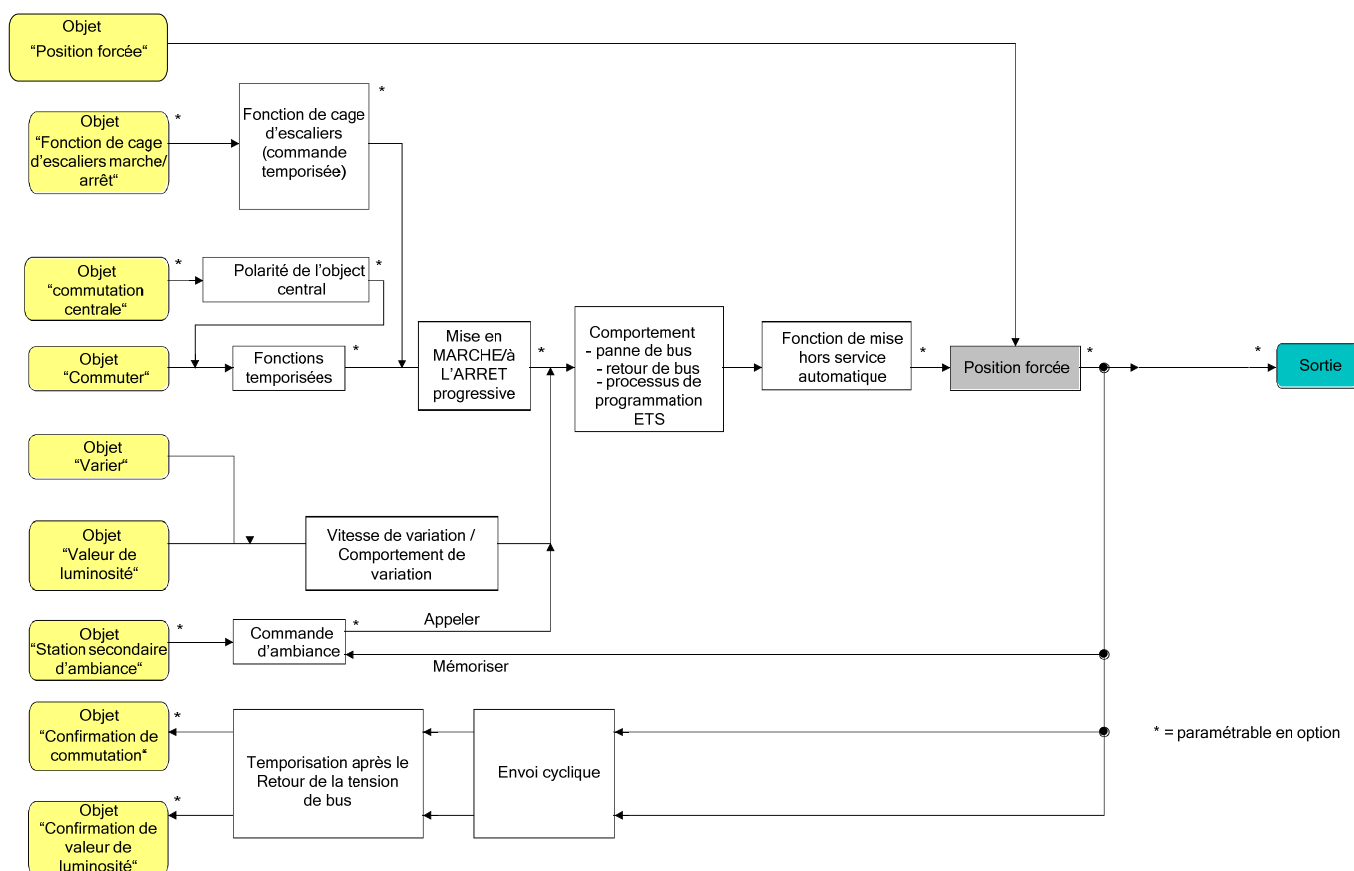 Objet
“Position forcée“
*
Objet
“Fonction de cage
d’escaliers marche/
arrêt“
*
Fonction de cage
d’escaliers
(commande
temporisée)
Objet
“commutation
centrale“
*
Polarité de l’object
central
*
Objet
“Commuter“
Fonctions
temporisées
*
Mise en
MARCHE/à
L’ARRET
progressive
*
Comportement
- panne de bus
- retour de bus
- processus de
programmation
ETS
Fonction de mise
hors service
automatique
*
Position forcée
*
*
Sortie
Objet
“Varier“
Objet
“Valeur de
luminosité“
Vitesse de variation /
Comportement de
variation
Objet
“Station secondaire
d’ambiance“
*
Commande
d’ambiance
*
Appeler
Mémoriser
Objet
“Confirmation de
commutation“
*
Temporisation après le
Retour de la tension
de bus
Envoi cyclique
* = paramétrable en option
Objet
“Confirmation de
valeur de
luminosité“
*